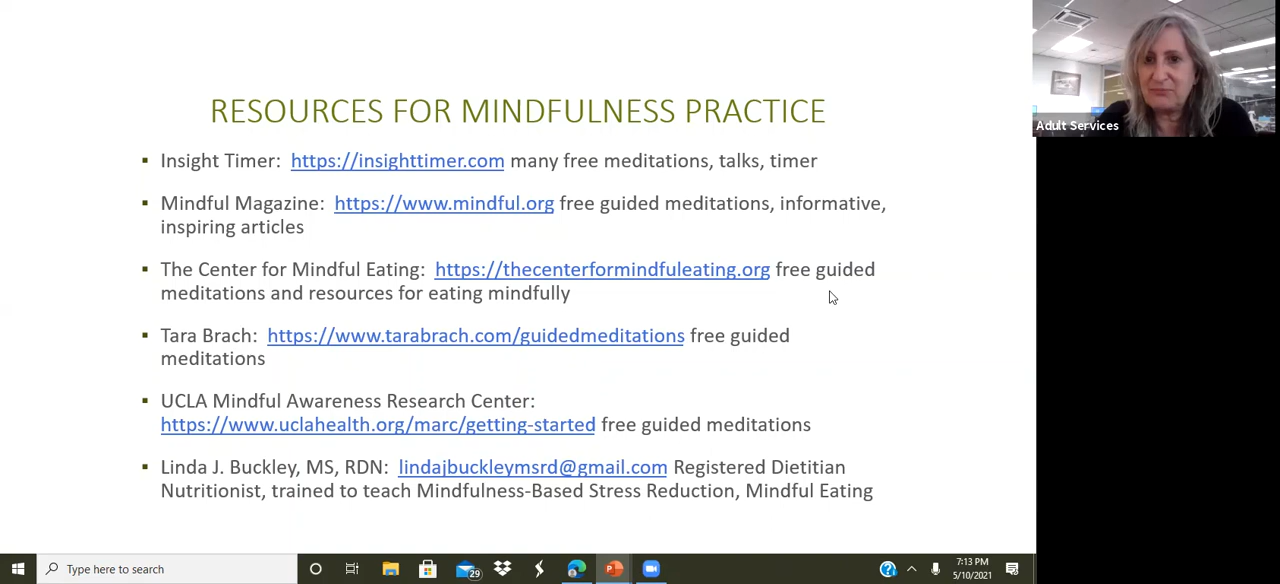 RESOURCES FOR MINDFULNESS PRACTICE
▪ Insight Timer: https://insighttimer.com many free meditations, talks, timer
▪ Mindful Magazine: https://www.mindful.org free guided meditations, informative,
inspiring articles
▪ The Center for Mindful Eating: https://thecenterformindfuleating.org free guided
meditations and resources for eating mindfully
▪ Tara Brach: https://www.tarabrach.com/guidedmeditations free guided
meditations
▪ UCLA Mindful Awareness Research Center:
https://www.uclahealth.org/marc/getting-started free guided meditations
▪ Linda J. Buckley, MS, RDN: lindajbuckleymsrd@gmail.com Registered Dietitian
Nutritionist, trained to teach Mindfulness-Based Stress Reduction, Mindful Eating
Adult Services
Type here to search
29
7:13 PM
5/10/2021